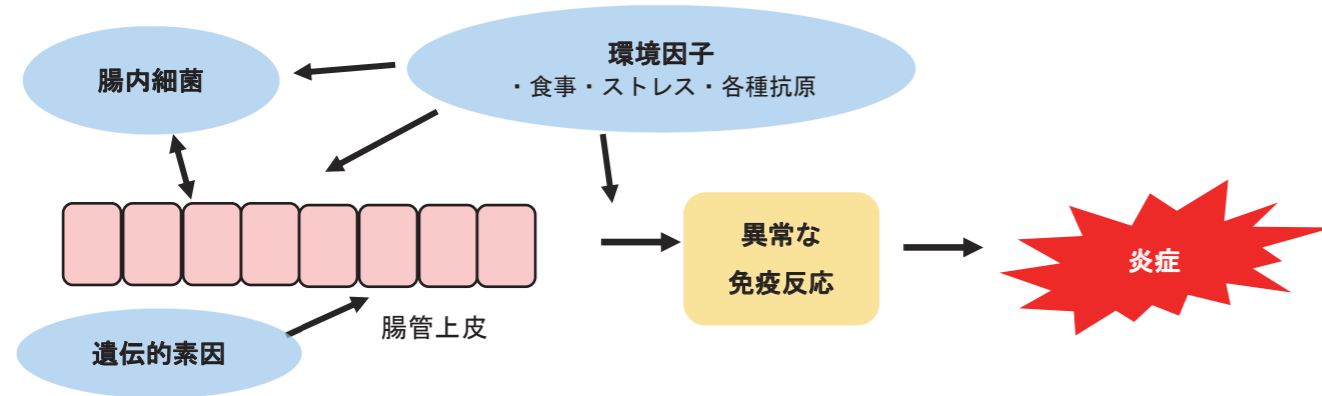 腸内細菌
環境因子
・食事・ストレス・各種抗原
異常な
免疫反応
炎症
腸管上皮
遺伝的素因